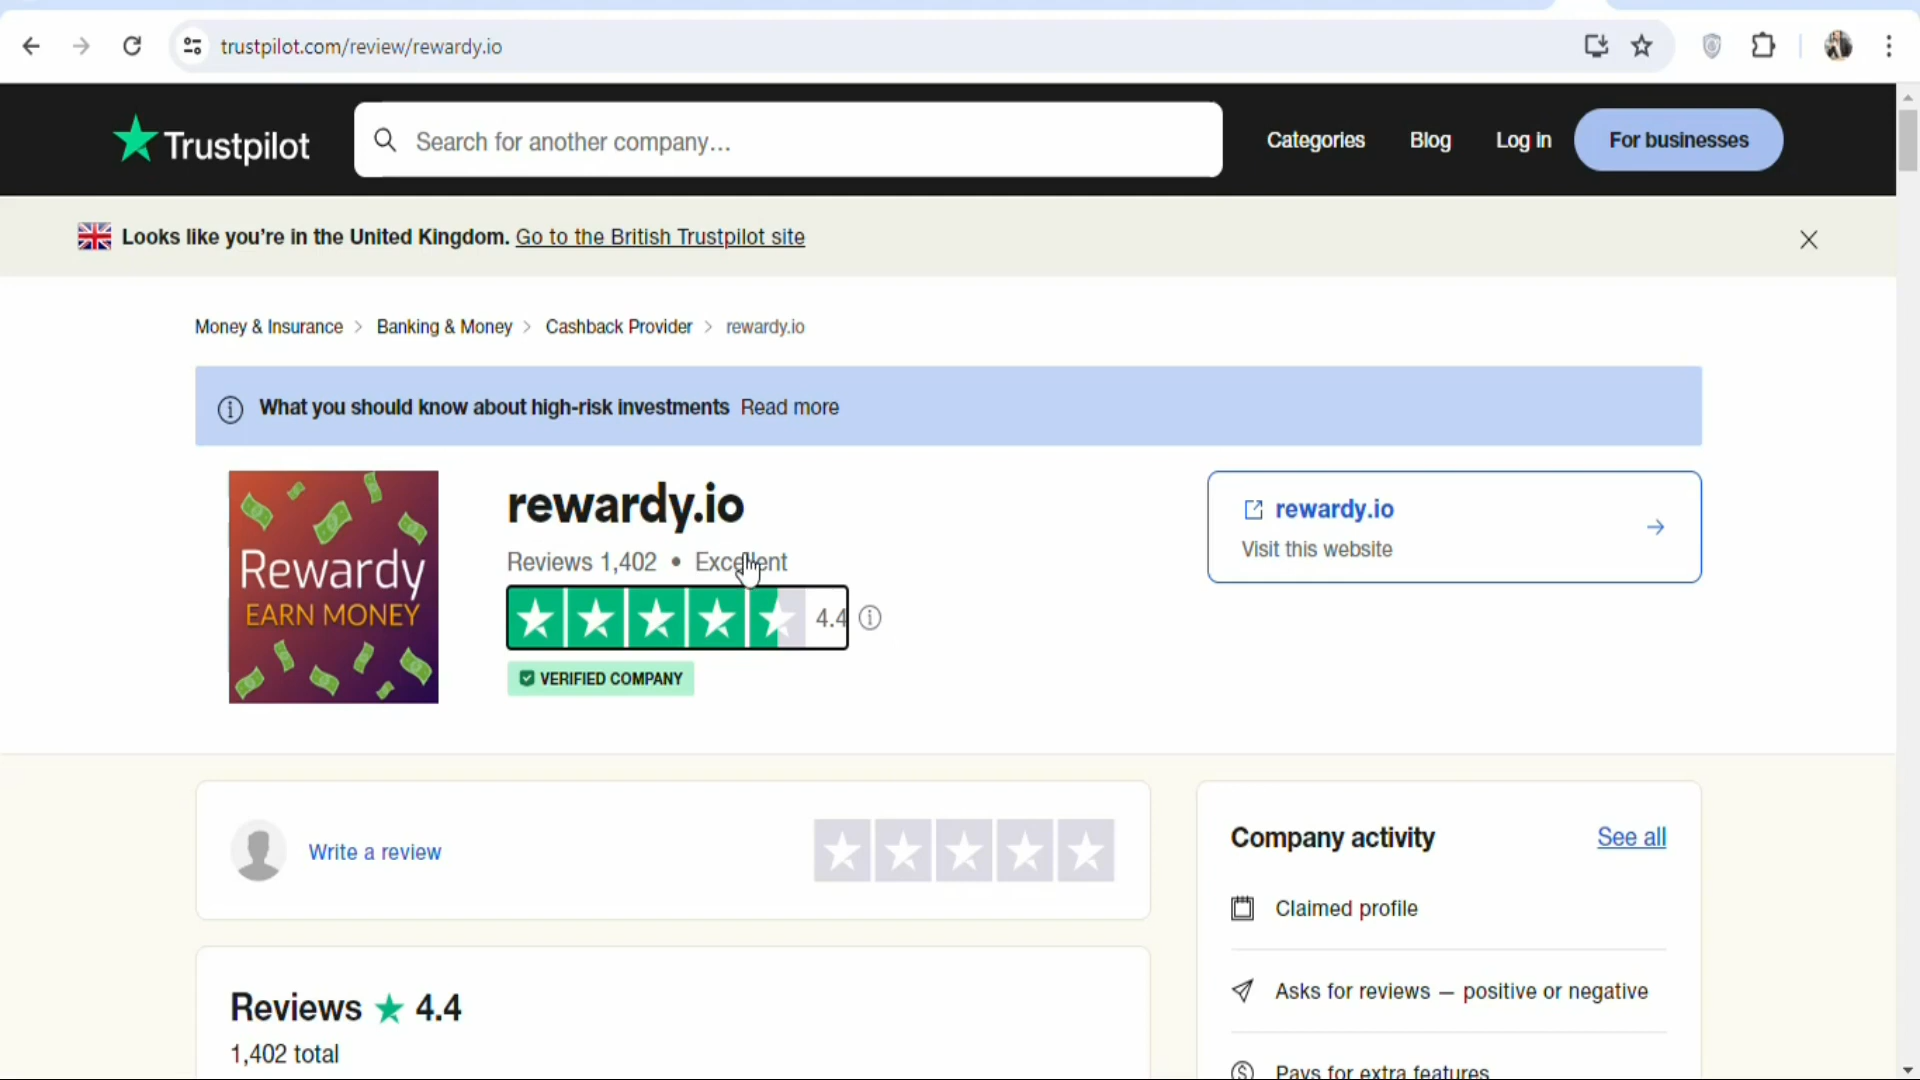 trustpilot.com/review/rewardy.io
Trustpilot
Search for another company...
Categories
Blog
Log in
For businesses
Looks like you're in the United Kingdom. Go to the British Trustpilot site
Money & Insurance > Banking & Money > Cashback Provider > rewardy.io
What you should know about high-risk investments Read more
Rewardy
EARN MONEY
rewardy.io
Reviews 1,402 • Excellent
4.4
VERIFIED COMPANY
rewardy.io
Visit this website
Write a review
Company activity
See all
Claimed profile
Asks for reviews — positive or negative
Pays for extra features
Reviews ★ 4.4
1,402 total